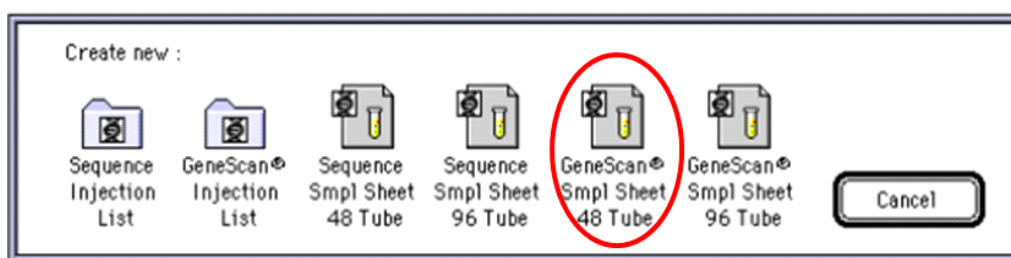 Create new :
Sequence
Injection
List
GeneScan®
Injection
List
Sequence
Smpl Sheet
48 Tube
Sequence
Smpl Sheet
96 Tube
GeneScan®
Smpl Sheet
48 Tube
GeneScan®
Smpl Sheet
96 Tube
Cancel